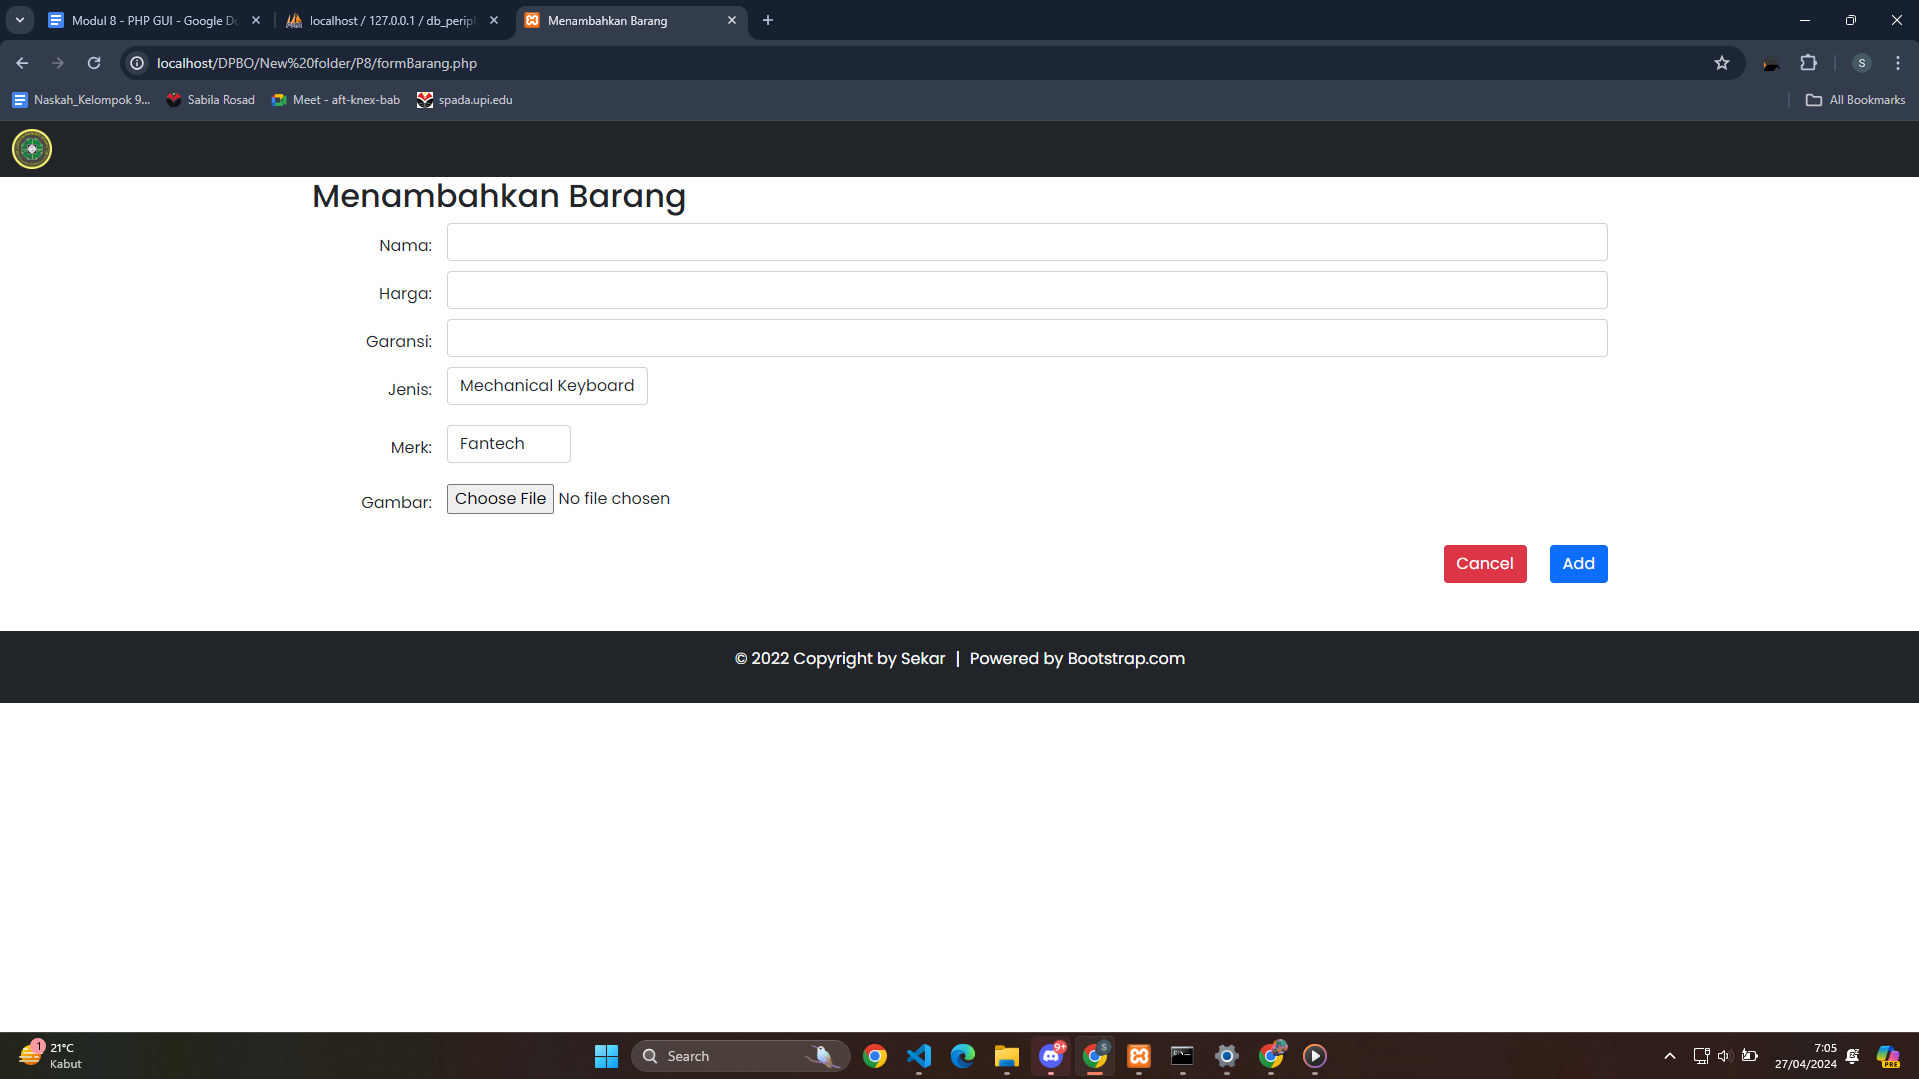 Modul 8 - PHP GUI - Google Do
localhost / 127.0.0.1 / db_periph
Menambahkan Barang
localhost/DPBO/New%20folder/P8/formBarang.php
S
Naskah_Kelompok 9...
Sabila Rosad
Meet - aft-knex-bab
spada.upi.edu
All Bookmarks
Menambahkan Barang
Nama:
Harga:
Garansi:
Jenis: Mechanical Keyboard
Merk: Fantech
Gambar: Choose File No file chosen
Cancel Add
© 2022 Copyright by Sekar | Powered by Bootstrap.com
1
21°C
Kabut
Search
9+
S
PRE
7:05
27/04/2024